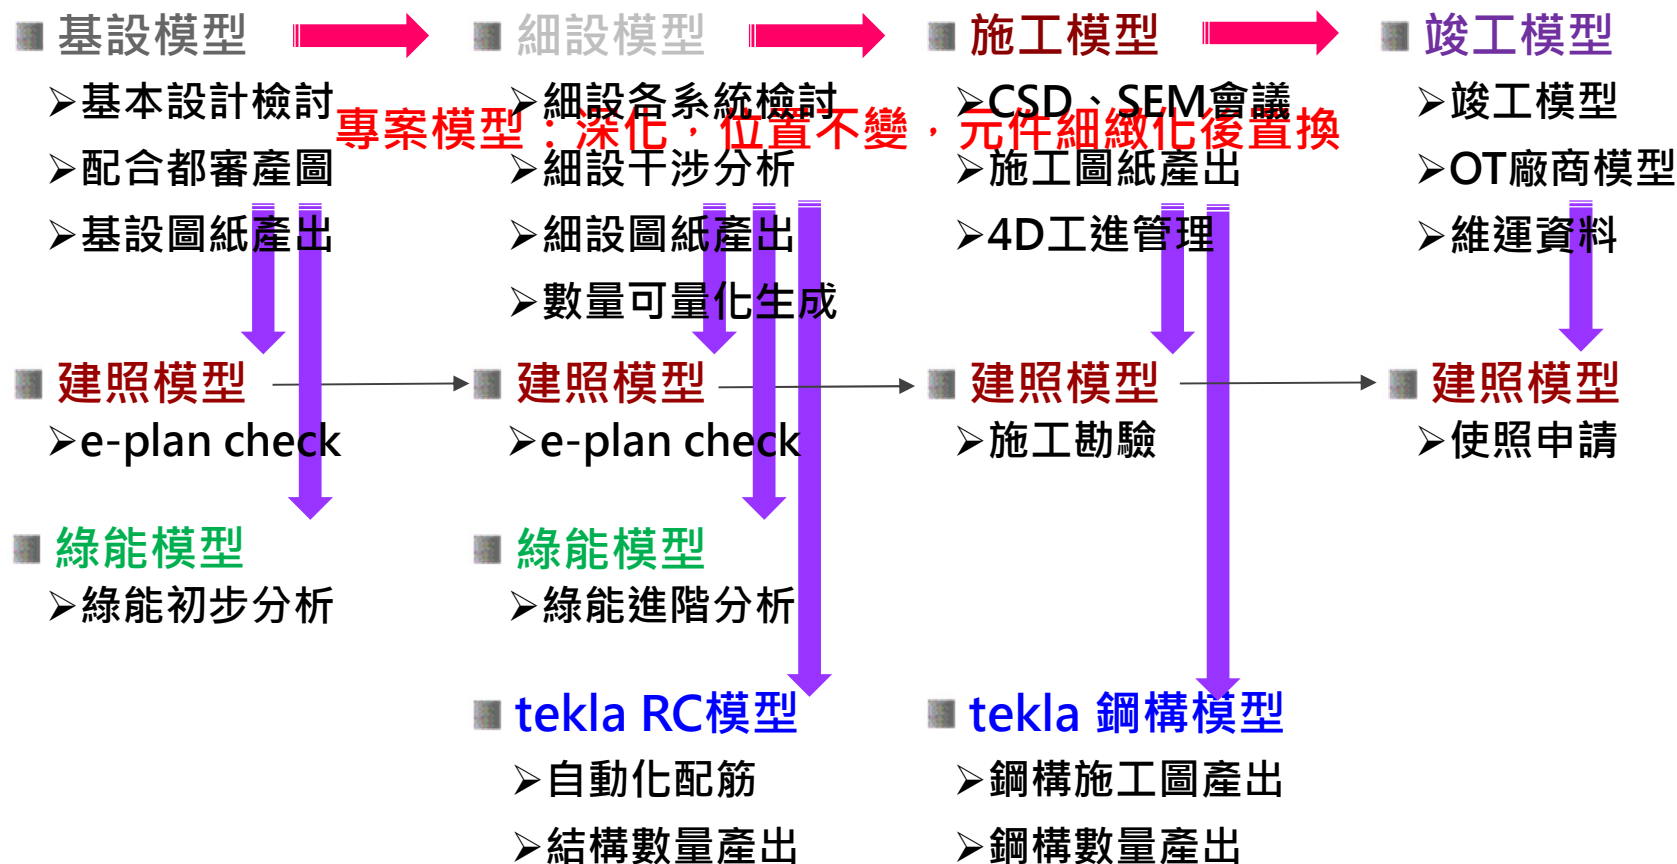 基設模型
細設模型
施工模型
竣工模型
➢基本設計檢討
➢細設各系統檢討
➢CSD、SEM會議
➢竣工模型
專案模型：深化，位置不變，元件細緻化後置換
➢配合都審產圖
➢細設干涉分析
➢施工圖紙產出
➢OT廠商模型
➢基設圖紙產出
➢細設圖紙產出
➢4D工進管理
➢維運資料
➢數量可量化生成
建照模型
建照模型
建照模型
建照模型
➢e-plan check
➢e-plan check
➢施工勘驗
➢使照申請
綠能模型
綠能模型
➢綠能初步分析
➢綠能進階分析
tekla RC模型
tekla 鋼構模型
➢自動化配筋
➢鋼構施工圖產出
➢結構數量產出
➢鋼構數量產出